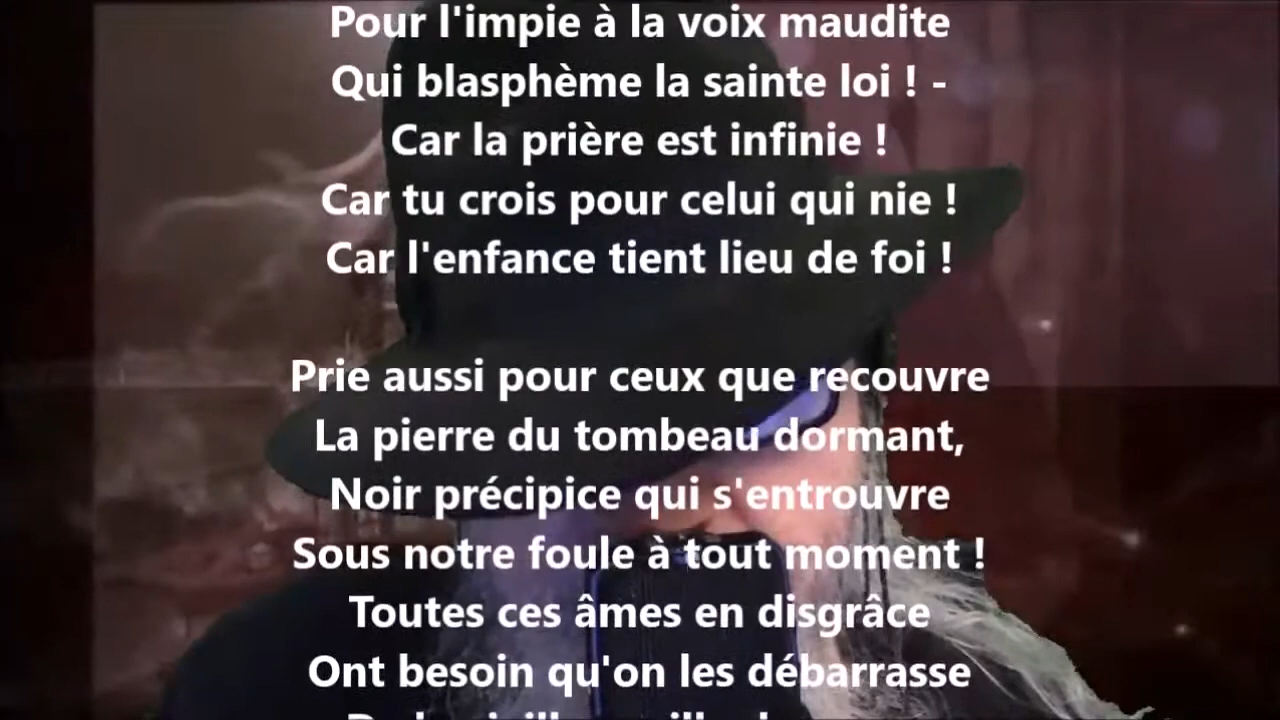 Pour l'impie à la voix maudite
Qui blasphème la sainte loi ! -
Car la prière est infinie !
Car tu crois pour celui qui nie !
Car l'enfance tient lieu de foi !
Prie aussi pour ceux que recouvre
La pierre du tombeau dormant,
Noir précipice qui s'entrouvre
Sous notre foule à tout moment !
Toutes ces âmes en disgrâce
Ont besoin qu'on les débarrasse